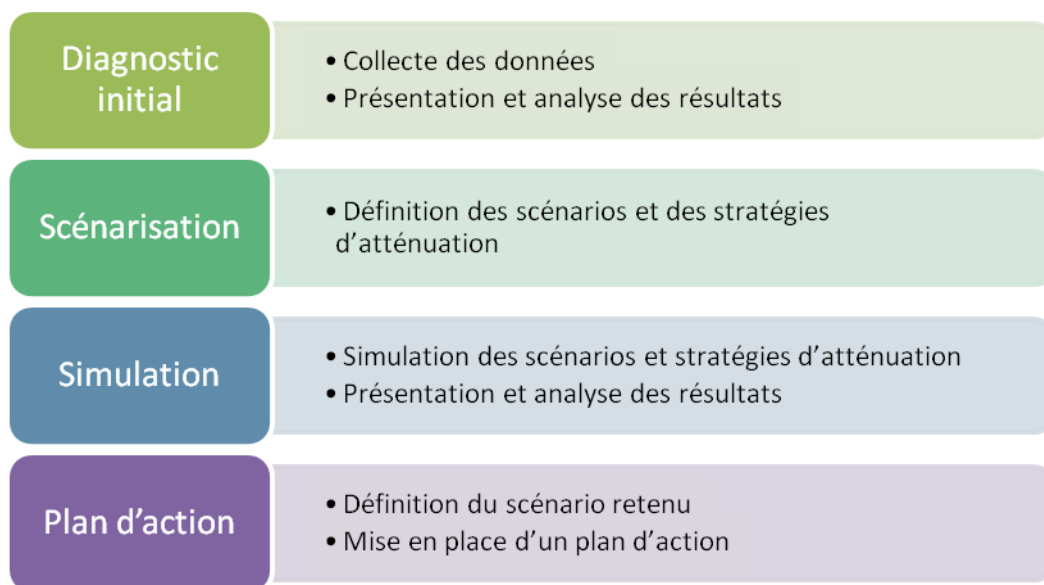 Diagnostic
initial
• Collecte des données
• Présentation et analyse des résultats
Scénarisation
• Définition des scénarios et des stratégies
d’atténuation
Simulation
• Simulation des scénarios et stratégies d’atténuation
• Présentation et analyse des résultats
Plan d’action
• Définition du scénario retenu
• Mise en place d’un plan d’action